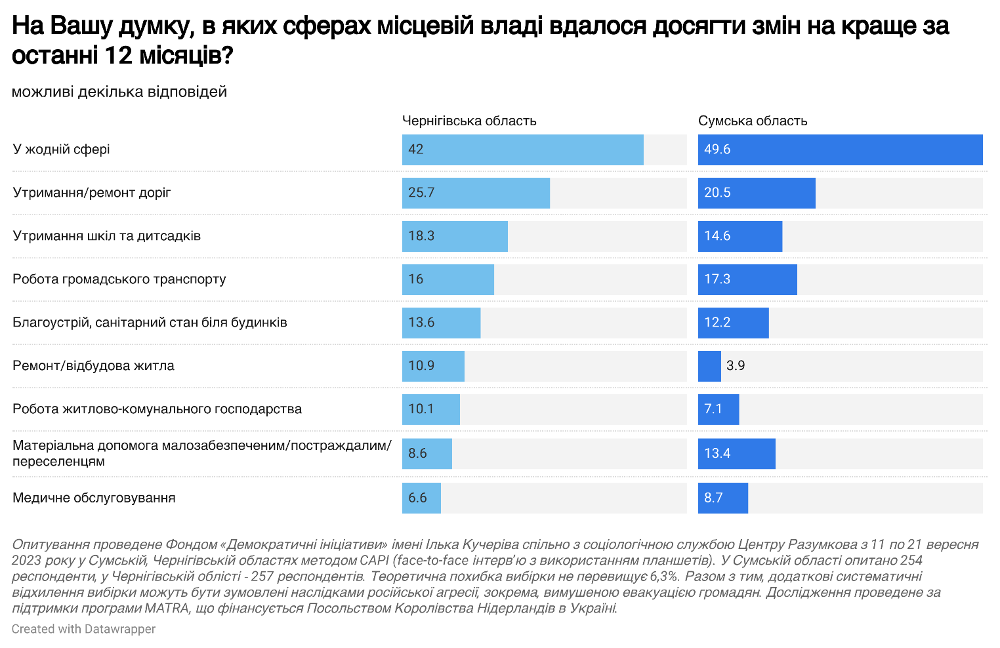 На Вашу думку, в яких сферах місцевій владі вдалося досягти змін на краще за
останні 12 місяців?
можливі декілька відповідей
Чернігівська область
Сумська область
У жодній сфері
42
49.6
Утримання/ремонт доріг
25.7
20.5
Утримання шкіл та дитсадків
18.3
14.6
Робота громадського транспорту
16
17.3
Благоустрій, санітарний стан біля будинків
13.6
12.2
Ремонт/відбудова житла
10.9
3.9
Робота житлово-комунального господарства
10.1
7.1
Матеріальна допомога малозабезпеченим/постраждалим/
переселенцям
8.6
13.4
Медичне обслуговування
6.6
8.7
Опитування проведене Фондом «Демократичні ініціативи» імені Ілька Кучеріва спільно з соціологічною службою Центру Разумкова з 11 по 21 вересня
2023 року у Сумській, Чернігівській областях методом CAPI (face-to-face інтерв’ю з використанням планшетів). У Сумській області опитано 254
респонденти, у Чернігівській облісті - 257 респондентів. Теоретична похибка вибірки не перевищує 6,3%. Разом з тим, додаткові систематичні
відхилення вибірки можуть бути зумовлені наслідками російської агресії, зокрема, вимушеною евакуацією громадян. Дослідження проведене за
підтримки програми MATRA, що фінансується Посольством Королівства Нідерландів в Україні.
Created with Datawrapper